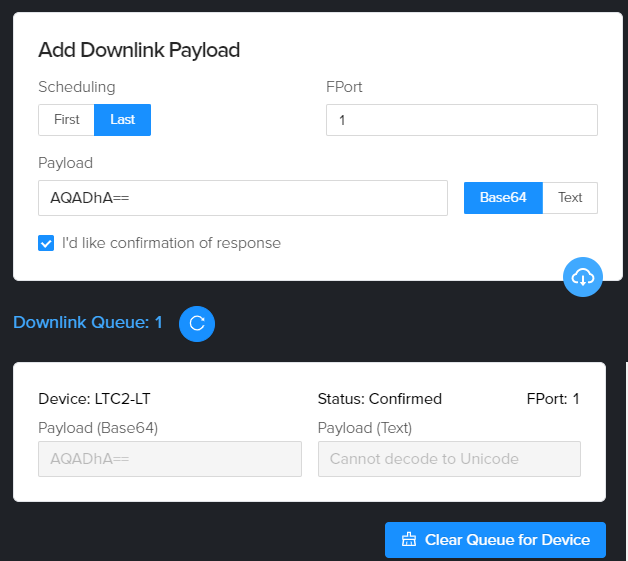 Add Downlink Payload
Scheduling FPort
First Last 1
Payload
AQADhA== Base64 Text
I'd like confirmation of response
Downlink Queue: 1
Device: LTC2-LT Status: Confirmed FPort: 1
Payload (Base64) Payload (Text)
AQADhA== Cannot decode to Unicode
Clear Queue for Device